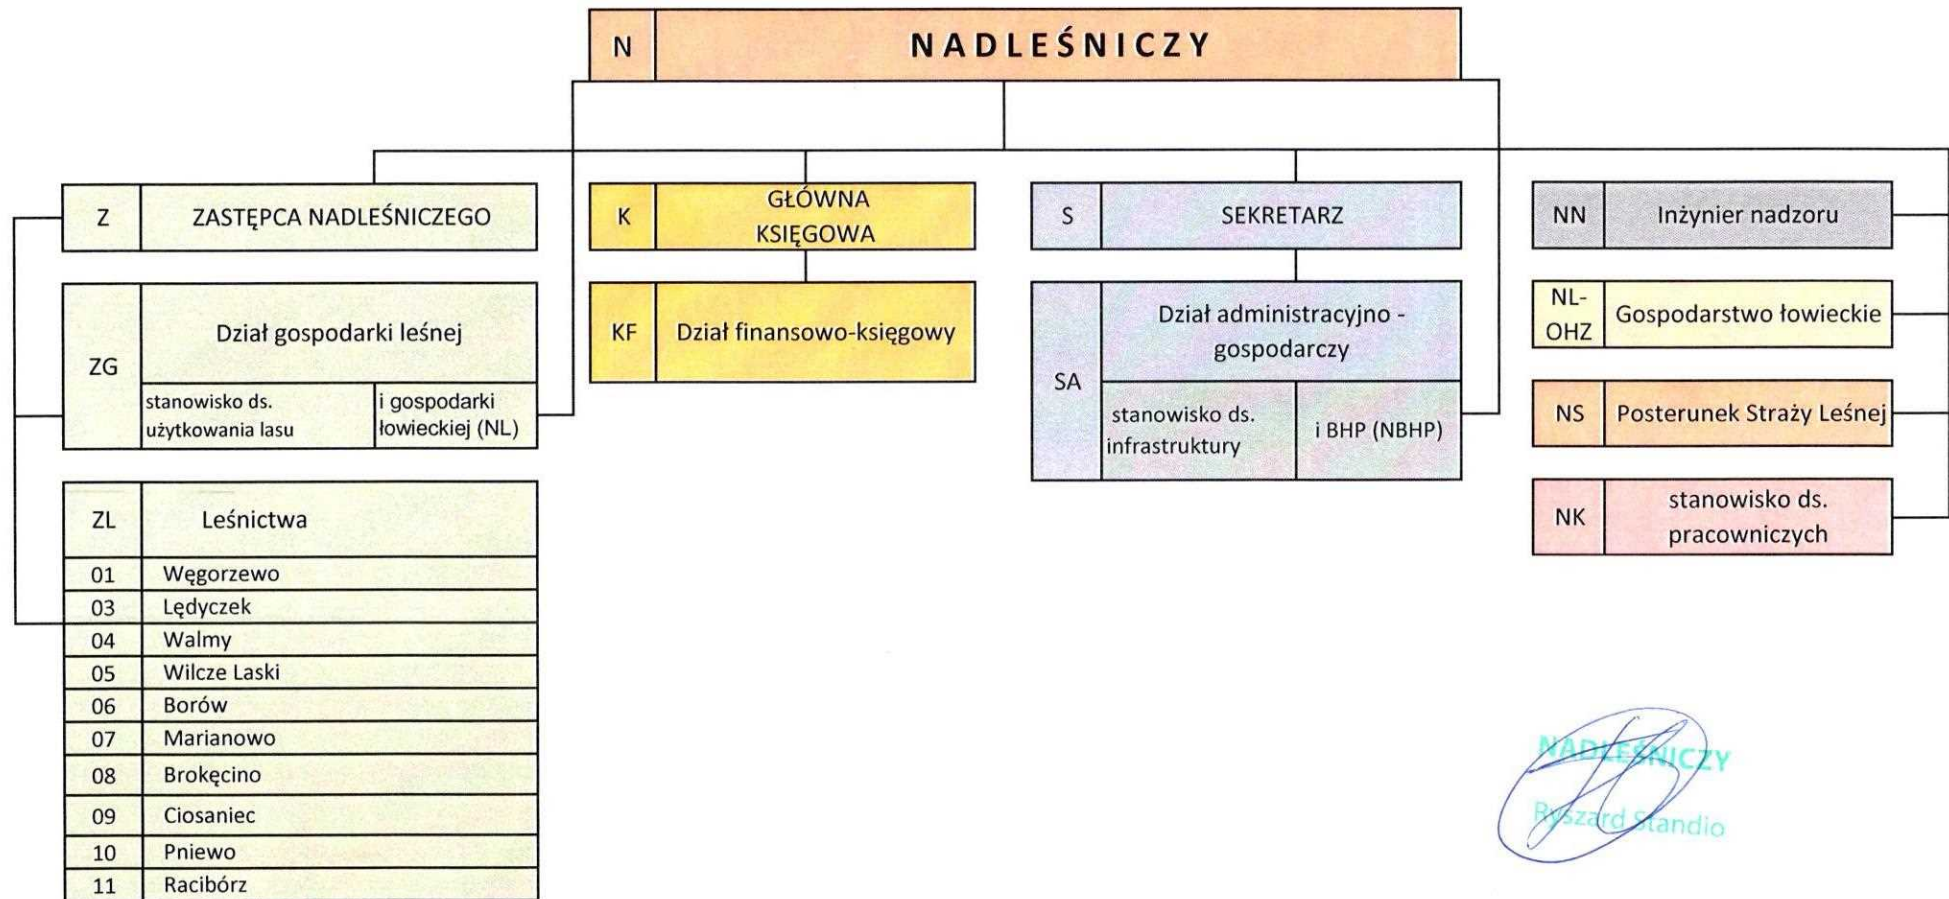 N
NADLEŚNICZY
Z
ZASTĘPCA NADLEŚNICZEGO
K
GŁÓWNA
KSIĘGOWA
S
SEKRETARZ
NN
Inżynier nadzoru
ZG
Dział gospodarki leśnej
stanowisko ds.
użytkowania lasu
i gospodarki
łowieckiej (NL)
KF
Dział finansowo-księgowy
SA
Dział administracyjno -
gospodarczy
stanowisko ds.
infrastruktury
i BHP (NBHP)
NL-
OHZ
Gospodarstwo łowieckie
NS
Posterunek Straży Leśnej
NK
stanowisko ds.
pracowniczych
ZL
Leśnictwa
01 Węgorzewo
03 Lędyczek
04 Walmy
05 Wilcze Laski
06 Borów
07 Marianowo
08 Brokęcino
09 Ciosaniec
10 Pniewo
11 Racibórz
NADLEŚNICZY
Ryszard Standio